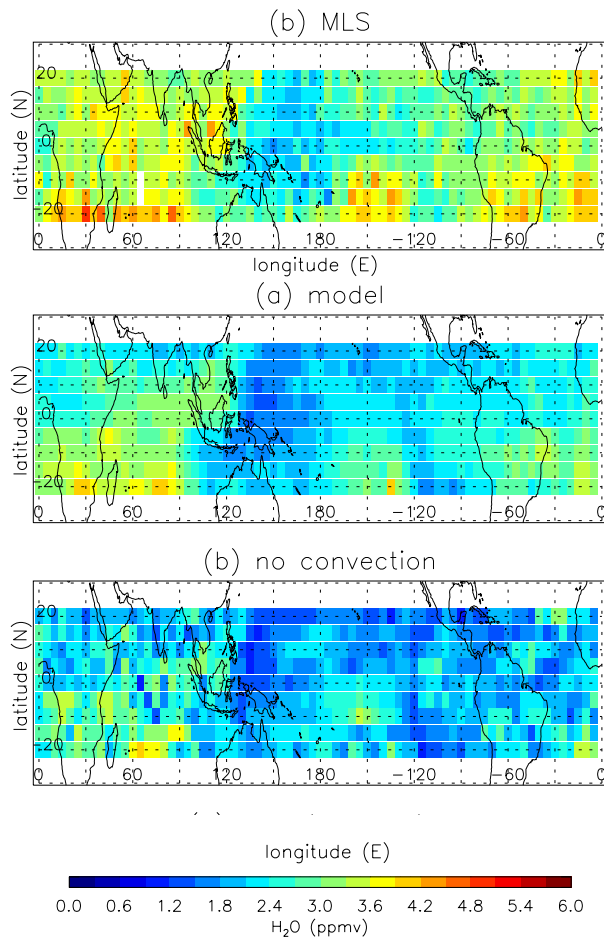 (b) MLS
latitude (N)
20
0
−20
0 60 120 180 −120 −60 0
longitude (E)
(a) model
latitude (N)
20
0
−20
0 60 120 180 −120 −60 0
(b) no convection
latitude (N)
20
0
−20
0 60 120 180 −120 −60 0
longitude (E)
0.0 0.6 1.2 1.8 2.4 3.0 3.6 4.2 4.8 5.4 6.0
H₂O (ppmv)